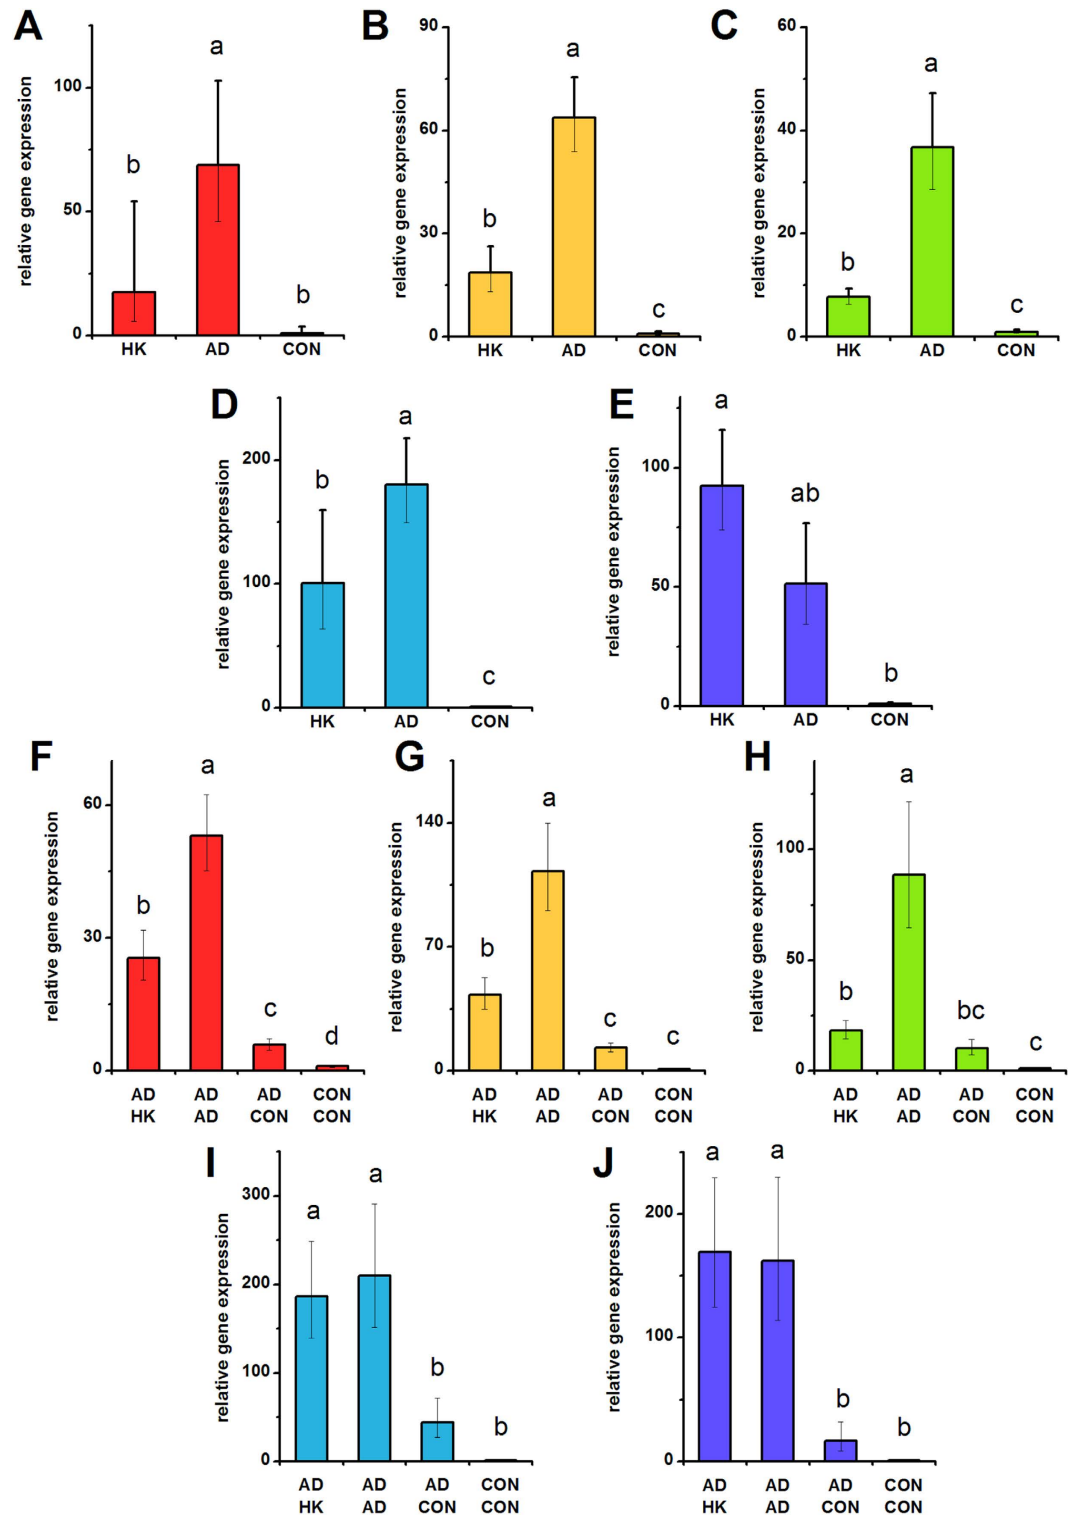 A
relative gene expression
100
50
0
b
a
b
HK AD CON
B
relative gene expression
90
60
30
0
b
a
c
HK AD CON
C
relative gene expression
60
40
20
0
b
a
c
HK AD CON
D
relative gene expression
200
100
0
b
a
c
HK AD CON
E
relative gene expression
100
50
0
a
ab
b
HK AD CON
F
relative gene expression
60
30
0
b
a
c
d
AD AD AD CON
HK AD CON CON
G
relative gene expression
140
70
0
b
a
c
c
AD AD AD CON
HK AD CON CON
H
relative gene expression
100
50
0
b
a
bc
c
AD AD AD CON
HK AD CON CON
I
relative gene expression
300
200
100
0
a
a
b
b
AD AD AD CON
HK AD CON CON
J
relative gene expression
200
100
0
a
a
b
b
AD AD AD CON
HK AD CON CON